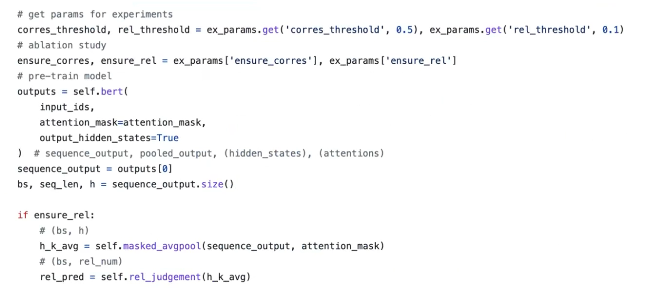 # get params for experiments
corres_threshold, rel_threshold = ex_params.get('corres_threshold', 0.5), ex_params.get('rel_threshold', 0.1)
# ablation study
ensure_corres, ensure_rel = ex_params['ensure_corres'], ex_params['ensure_rel']
# pre-train model
outputs = self.bert(
    input_ids,
    attention_mask=attention_mask,
    output_hidden_states=True
)  # sequence_output, pooled_output, (hidden_states), (attentions)
sequence_output = outputs[0]
bs, seq_len, h = sequence_output.size()

if ensure_rel:
    # (bs, h)
    h_k_avg = self.masked_avgpool(sequence_output, attention_mask)
    # (bs, rel_num)
    rel_pred = self.rel_judgement(h_k_avg)